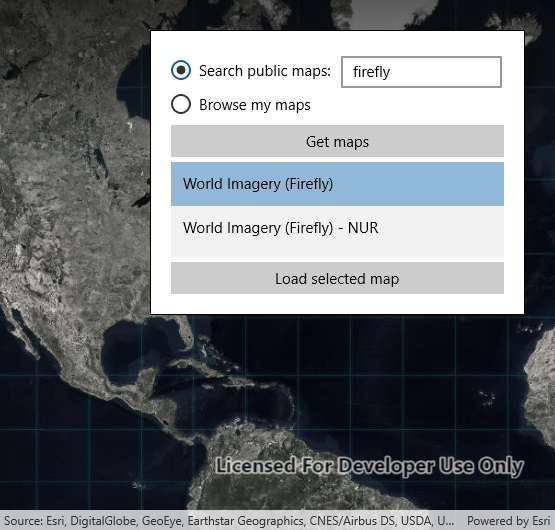 Search public maps:
firefly
Browse my maps
Get maps
World Imagery (Firefly)
World Imagery (Firefly) - NUR
Load selected map
Licensed For Developer Use Only
Source: Esri, DigitalGlobe, GeoEye, Earthstar Geographics, CNES/Airbus DS, USDA, U... Powered by Esri